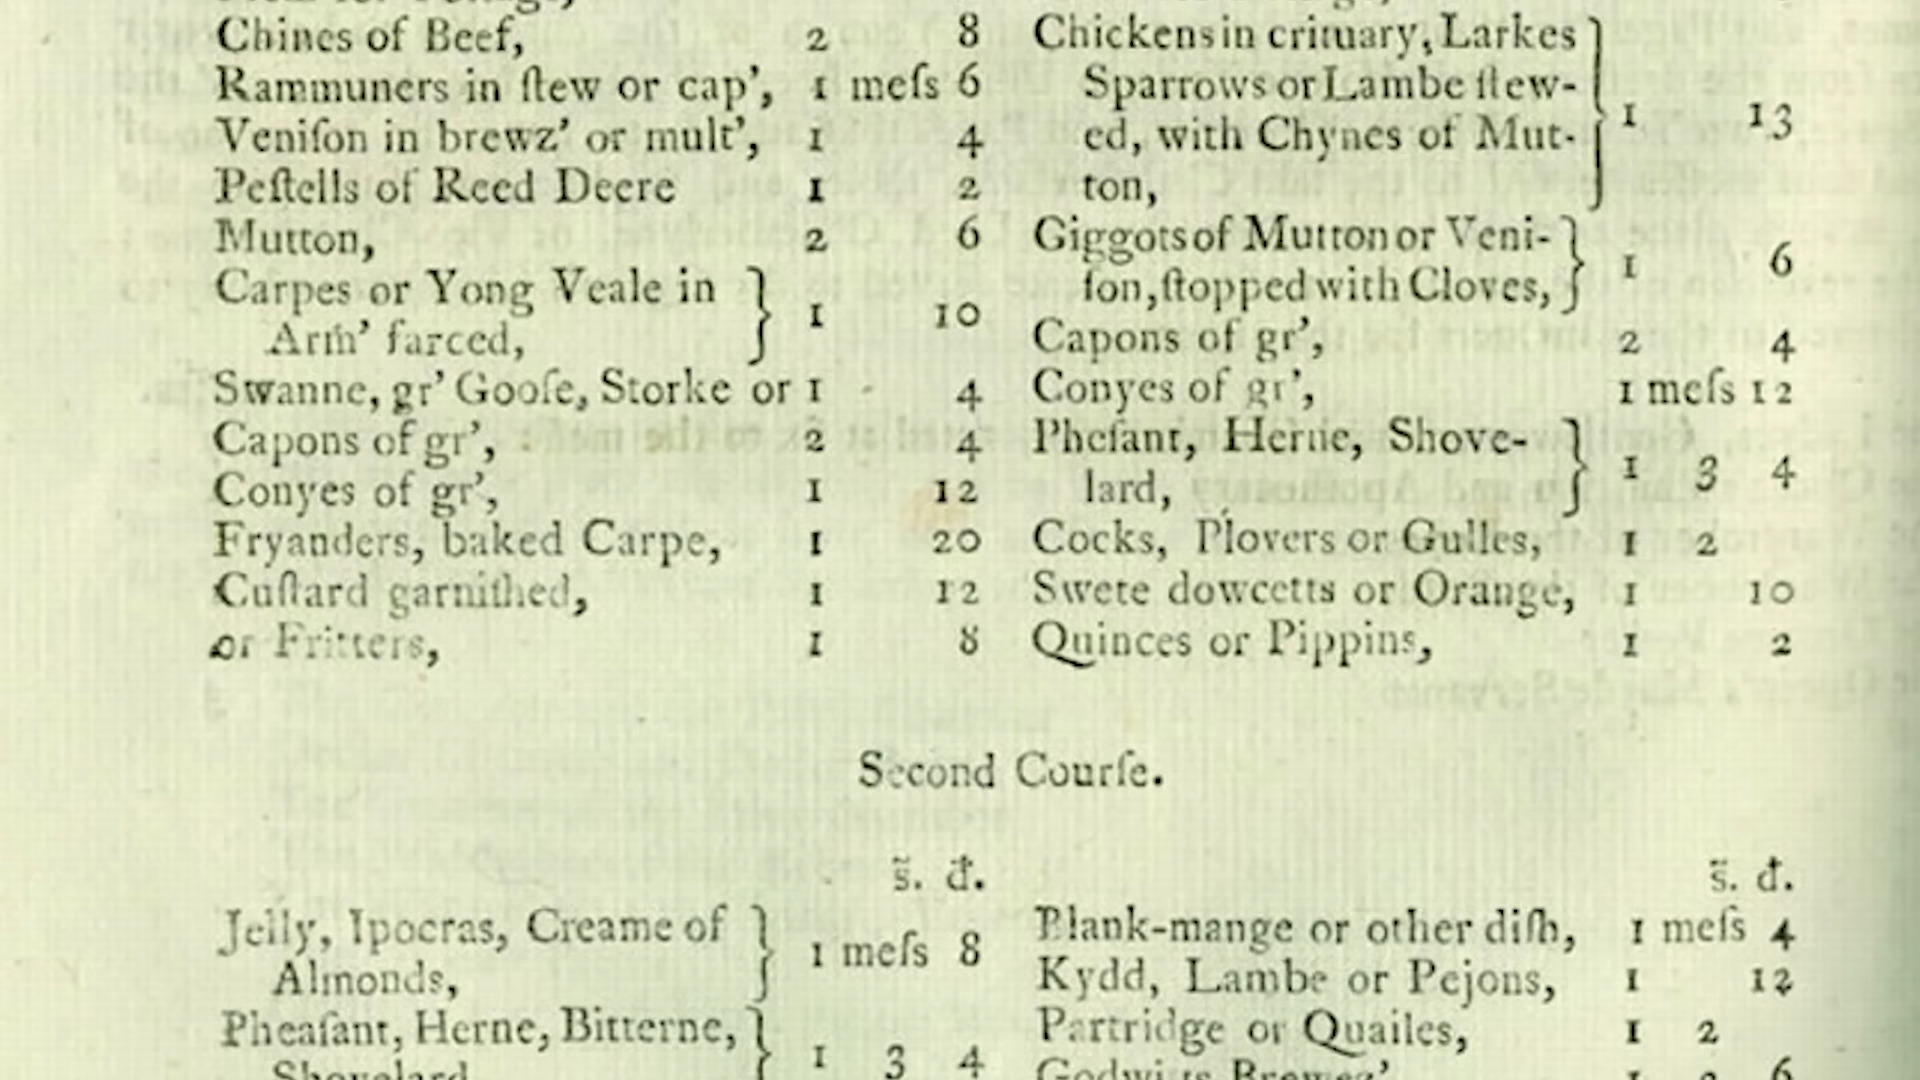 Chines of Beef, 2 8
Rammuners in ſtew or cap', 1 meſs 6
Veniſon in brewz' or mult', 1 4
Peſtells of Reed Deere 1 2
Mutton, 2 6
Carpes or Yong Veale in
Arm̃' farced, } 1 10
Swanne, gr' Gooſe, Storke or 1 4
Capons of gr', 2 4
Conyes of gr', 1 12
Fryanders, baked Carpe, 1 20
Cuſtard garniſhed, 1 12
or Fritters, 1 8
Chickens in crituary, Larkes
Sparrows or Lambe ſtew-
ed, with Chynes of Mut-
ton, } 1 13
Giggots of Mutton or Veni-
ſon, ſtopped with Cloves, } 1 6
Capons of gr', 2 4
Conyes of gr', 1 meſs 12
Pheſant, Herne, Shove-
lard, } 1 3 4
Cocks, Plovers or Gulles, 1 2
Swete dowcetts or Orange, 1 10
Quinces or Pippins, 1 2
Second Courſe.
s̃. đ.
Jelly, Ipocras, Creame of
Almonds, } 1 meſs 8
Pheaſant, Herne, Bitterne,
Shovelard } 1 3 4
s̃. đ.
Blank-mange or other diſh, 1 meſs 4
Kydd, Lambe or Pejons, 1 12
Partridge or Quailes, 1 2